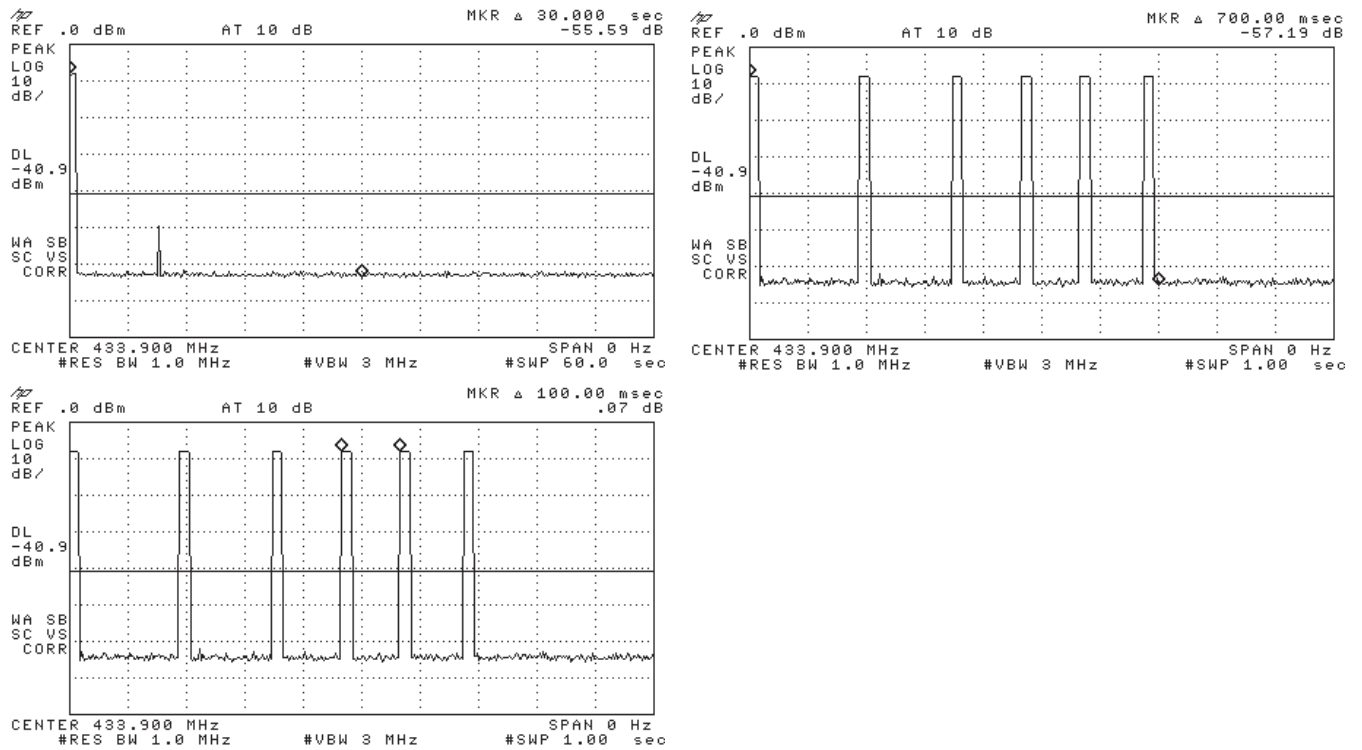 hp MKR Δ 30.000 sec
REF .0 dBm AT 10 dB -55.59 dB
PEAK
LOG
10
dB/
DL
-40.9
dBm
WA SB
SC VS
CORR
CENTER 433.900 MHz SPAN 0 Hz
#RES BW 1.0 MHz #VBW 3 MHz #SWP 60.0 sec
hp MKR Δ 700.00 msec
REF .0 dBm AT 10 dB -57.19 dB
PEAK
LOG
10
dB/
DL
-40.9
dBm
WA SB
SC VS
CORR
CENTER 433.900 MHz SPAN 0 Hz
#RES BW 1.0 MHz #VBW 3 MHz #SWP 1.00 sec
hp MKR Δ 100.00 msec
REF .0 dBm AT 10 dB .07 dB
PEAK
LOG
10
dB/
DL
-40.9
dBm
WA SB
SC VS
CORR
CENTER 433.900 MHz SPAN 0 Hz
#RES BW 1.0 MHz #VBW 3 MHz #SWP 1.00 sec